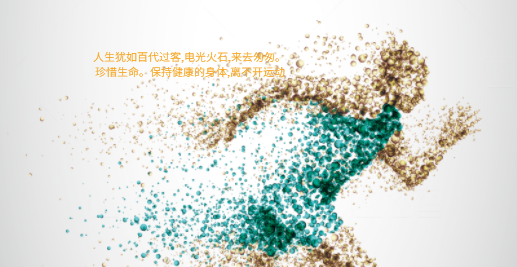 人生犹如百代过客,电光火石,来去匆匆。
珍惜生命。保持健康的身体,离不开运动